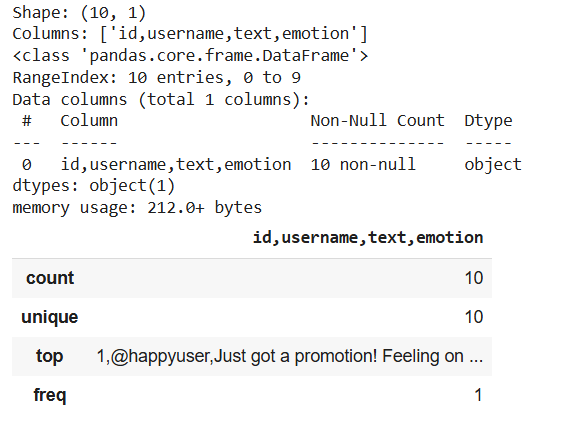 Shape: (10, 1)
Columns: ['id,username,text,emotion']
<class 'pandas.core.frame.DataFrame'>
RangeIndex: 10 entries, 0 to 9
Data columns (total 1 columns):
 #   Column                     Non-Null Count  Dtype
---  ------                     --------------  -----
 0   id,username,text,emotion  10 non-null     object
dtypes: object(1)
memory usage: 212.0+ bytes
id,username,text,emotion
count 10
unique 10
top 1,@happyuser,Just got a promotion! Feeling on ...
freq 1